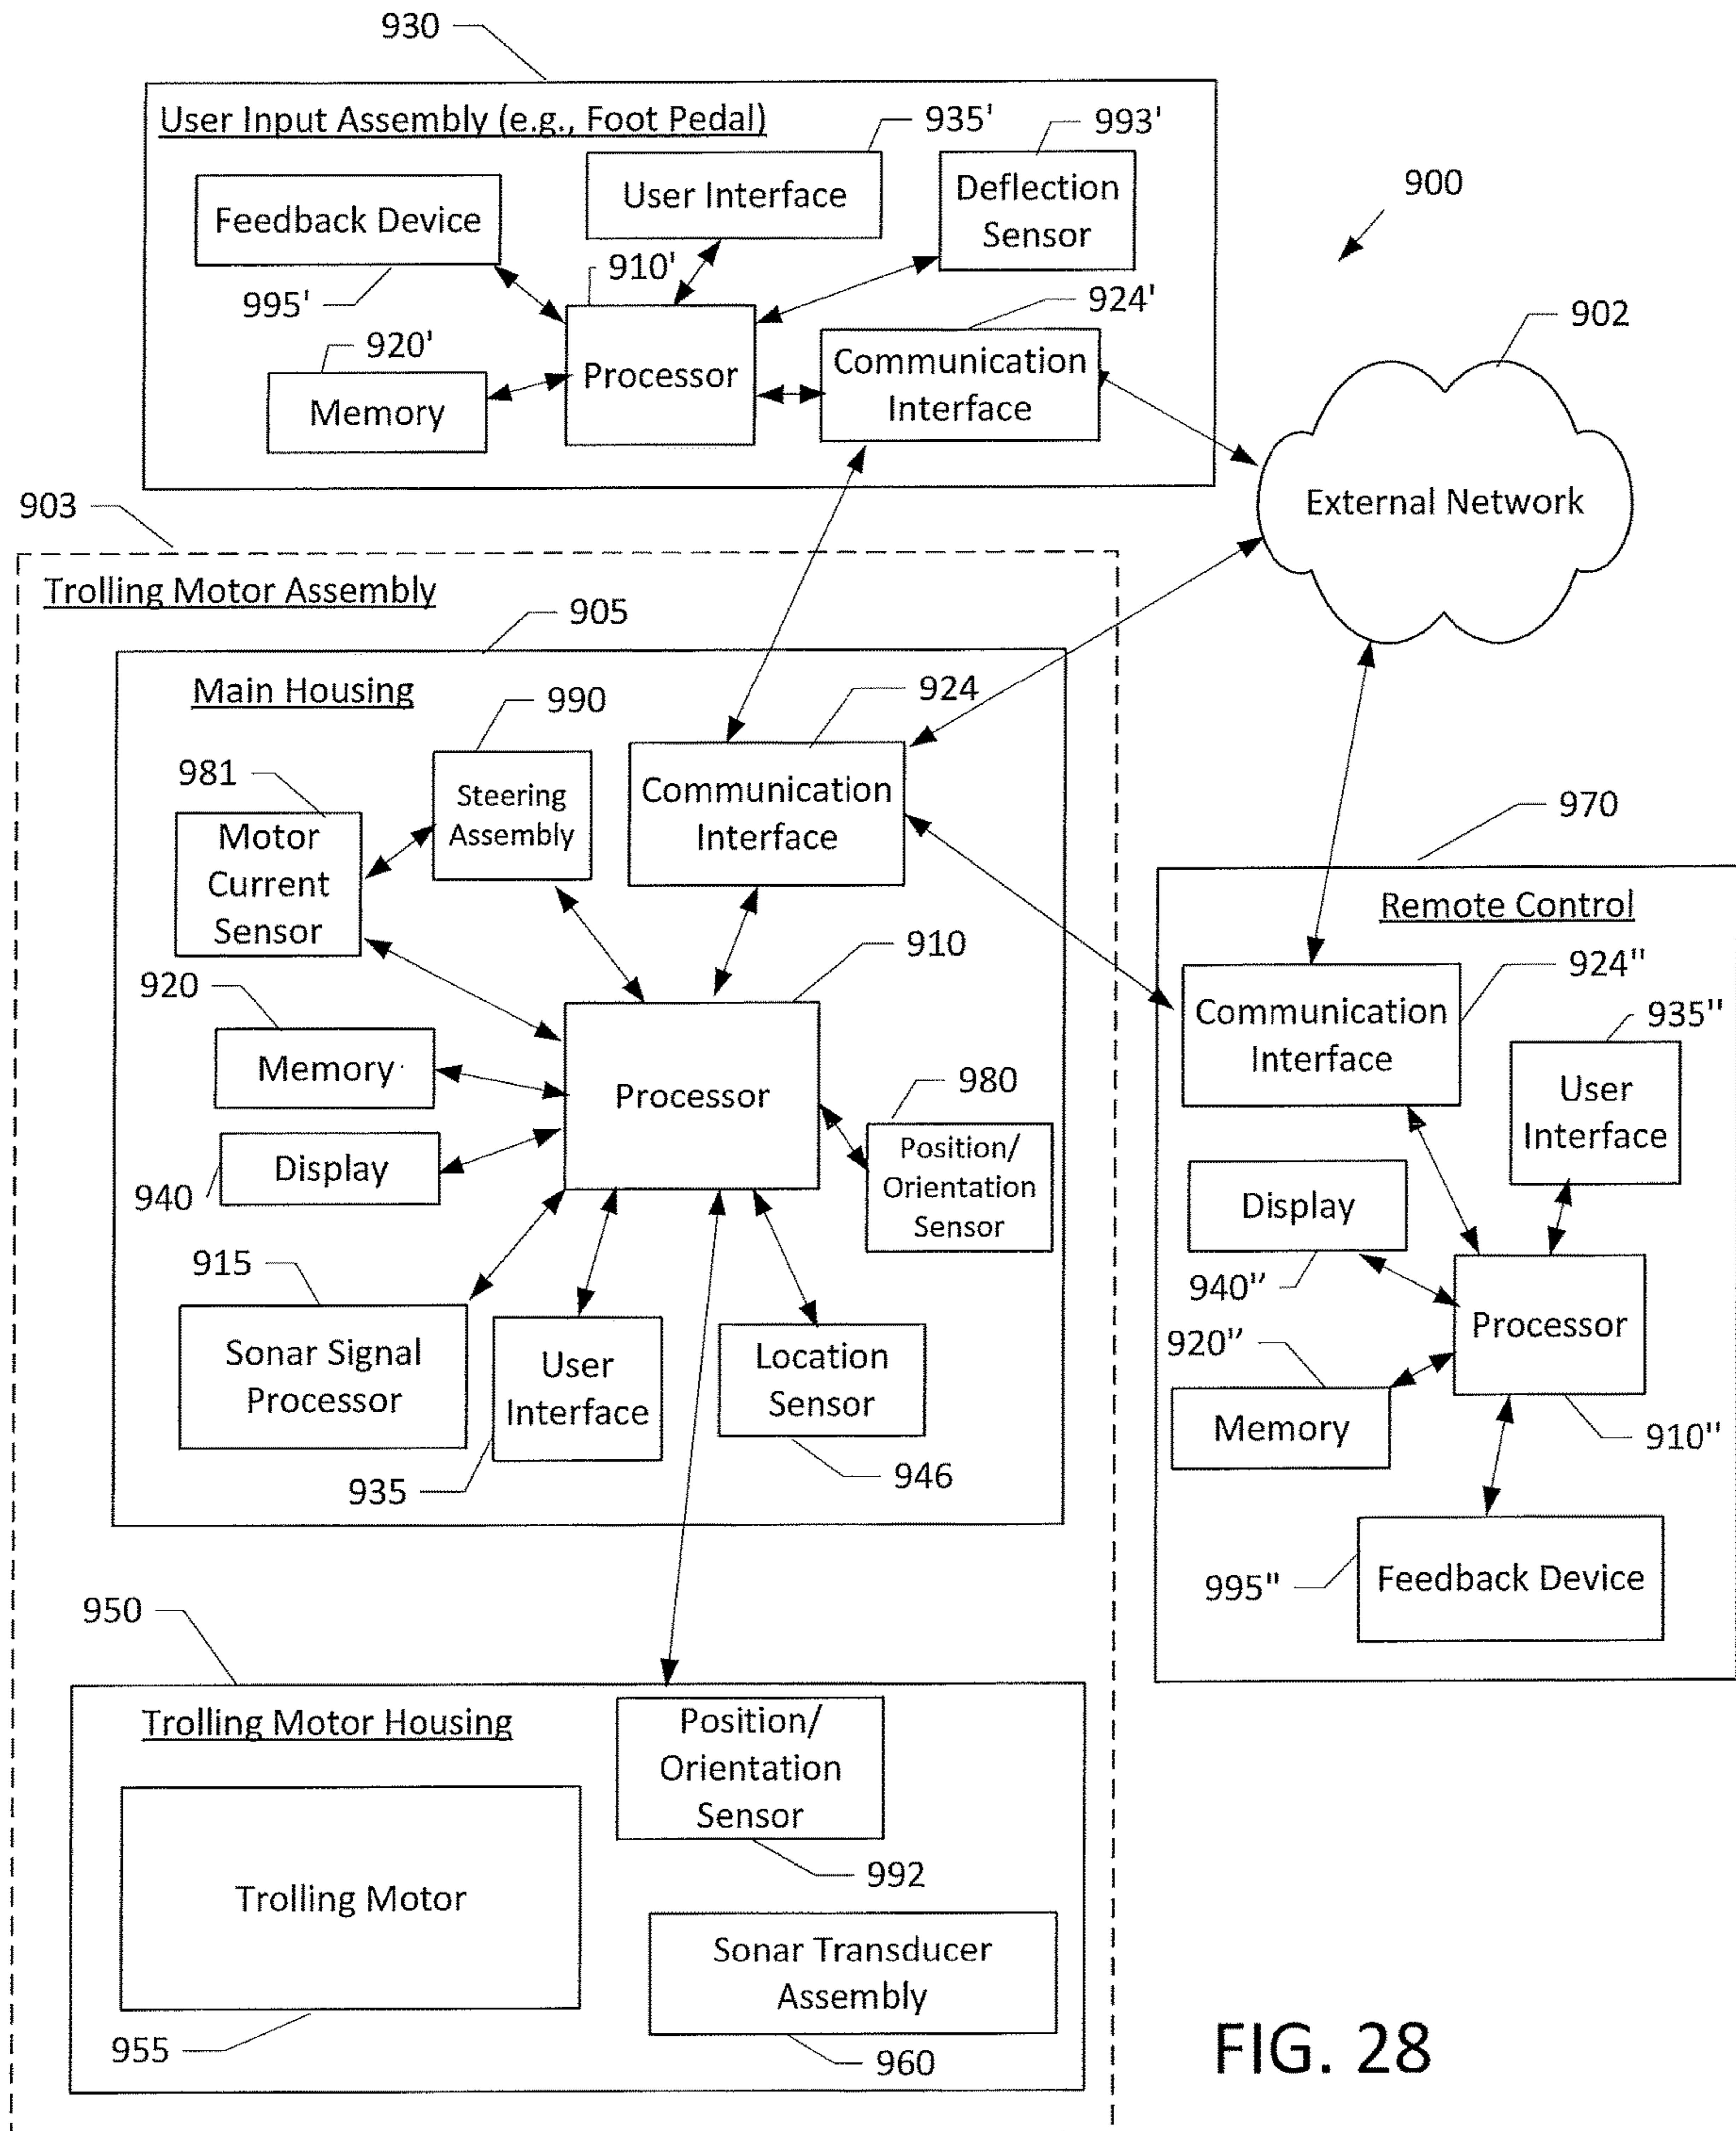 930
User Input Assembly (e.g., Foot Pedal)
935'
993'
User Interface
Deflection
Sensor
Feedback Device
995'
910'
924'
920'
Processor
Communication
Interface
Memory
900
902
External Network
903
Trolling Motor Assembly
905
Main Housing
990
924
981
Steering
Assembly
Communication
Interface
Motor
Current
Sensor
910
920
Memory
Processor
980
Position/
Orientation
Sensor
Display
940
915
Sonar Signal
Processor
User
Interface
935
Location
Sensor
946
970
Remote Control
924"
Communication
Interface
935"
User
Interface
Display
940"
Processor
920"
Memory
910"
995"
Feedback Device
950
Trolling Motor Housing
Position/
Orientation
Sensor
992
Trolling Motor
955
Sonar Transducer
Assembly
960
FIG. 28